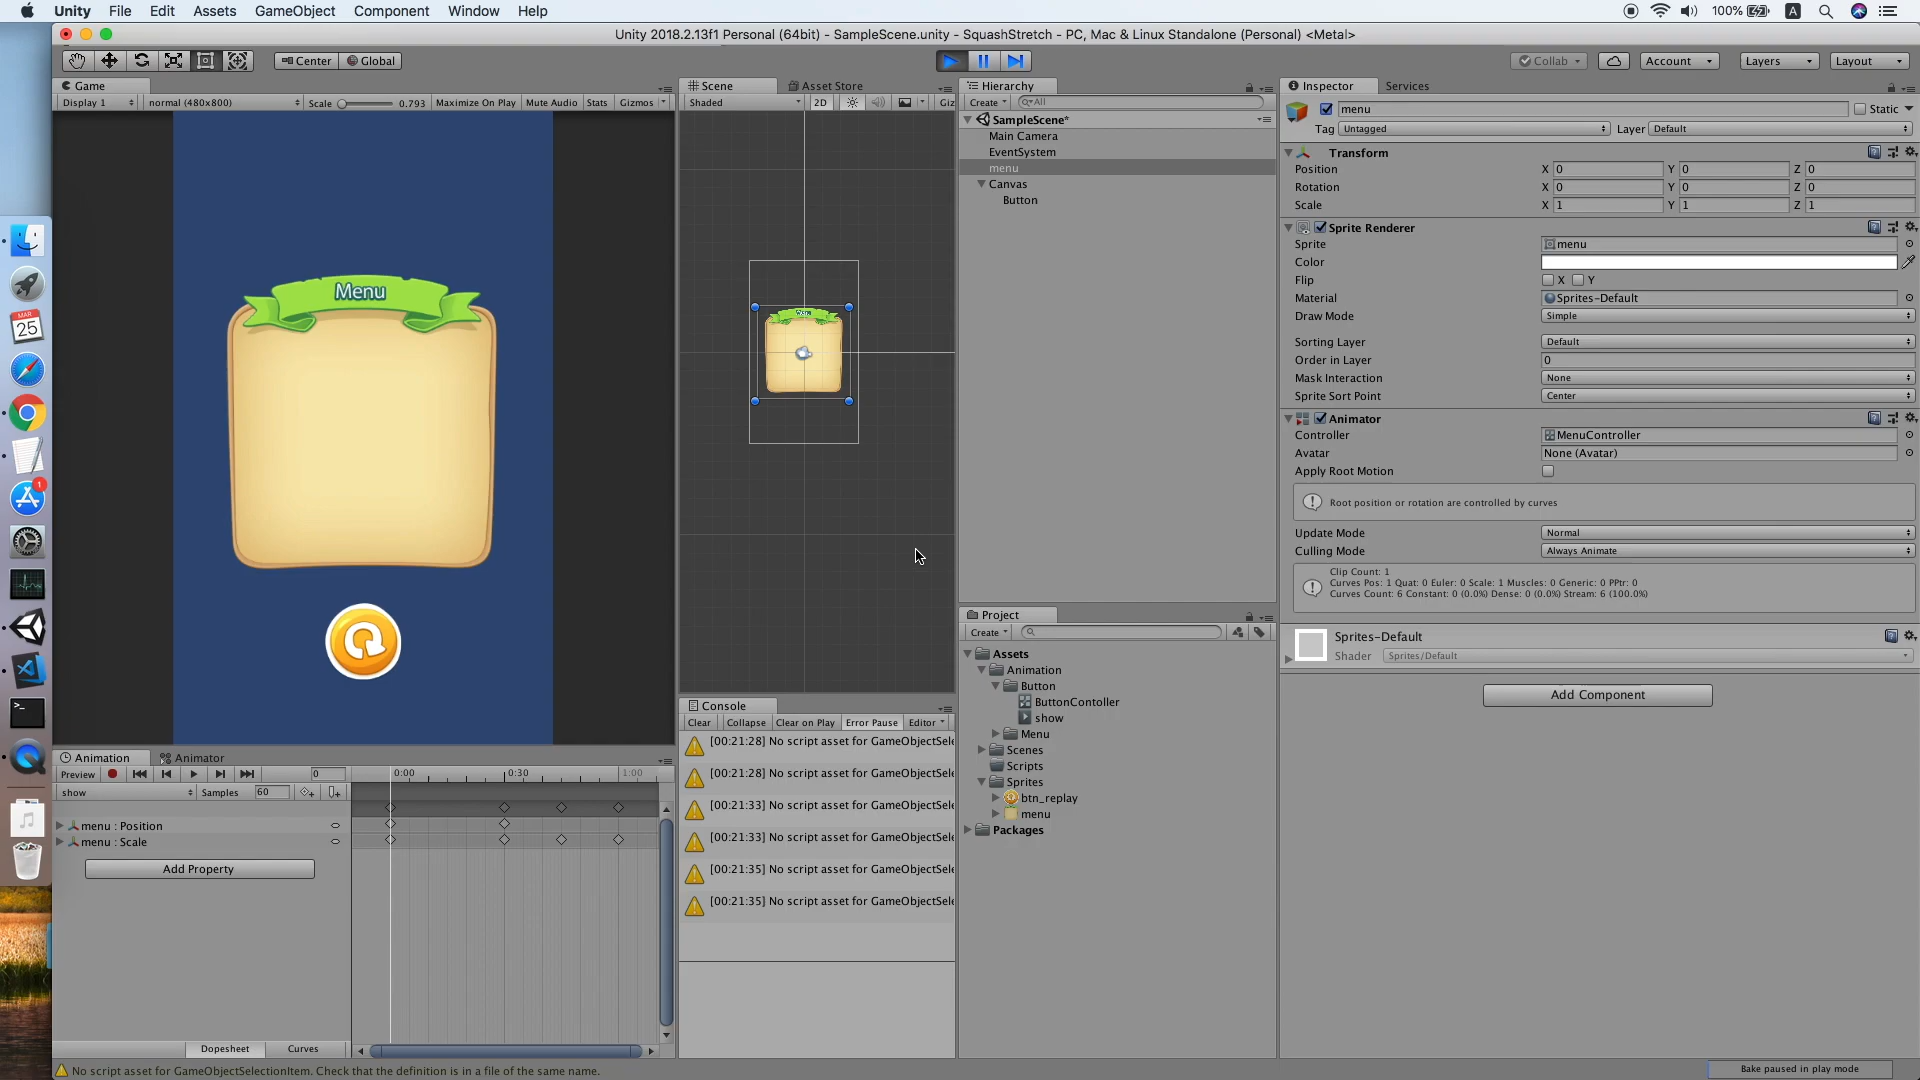 Unity File Edit Assets GameObject Component Window Help 100% A
Unity 2018.2.13f1 Personal (64bit) - SampleScene.unity - SquashStretch - PC, Mac & Linux Standalone (Personal) <Metal>
Center Global Collab Account Layers Layout
Game
Display 1 normal (480x800) Scale 0.793 Maximize On Play Mute Audio Stats Gizmos
Menu
Scene Asset Store
Shaded 2D Giz
Hierarchy
Create All
SampleScene*
Main Camera
EventSystem
menu
Canvas
Button
Inspector Services
menu Static
Tag Untagged Layer Default
Transform
Position X 0 Y 0 Z 0
Rotation X 0 Y 0 Z 0
Scale X 1 Y 1 Z 1
Sprite Renderer
Sprite menu
Color
Flip X Y
Material Sprites-Default
Draw Mode Simple
Sorting Layer Default
Order in Layer 0
Mask Interaction None
Sprite Sort Point Center
Animator
Controller MenuController
Avatar None (Avatar)
Apply Root Motion
Root position or rotation are controlled by curves
Update Mode Normal
Culling Mode Always Animate
Clip Count: 1
Curves Pos: 1 Quat: 0 Euler: 0 Scale: 1 Muscles: 0 Generic: 0 PPtr: 0
Curves Count: 6 Constant: 0 (0.0%) Dense: 0 (0.0%) Stream: 6 (100.0%)
Sprites-Default
Shader Sprites/Default
Add Component
Project
Create
Assets
Animation
Button
ButtonContoller
show
Menu
Scenes
Scripts
Sprites
btn_replay
menu
Packages
Console
Clear Collapse Clear on Play Error Pause Editor
[00:21:28] No script asset for GameObjectSele
[00:21:28] No script asset for GameObjectSele
[00:21:33] No script asset for GameObjectSele
[00:21:33] No script asset for GameObjectSele
[00:21:35] No script asset for GameObjectSele
[00:21:35] No script asset for GameObjectSele
Animation Animator
Preview 0 0:00 0:30 1:00
show Samples 60
menu : Position
menu : Scale
Add Property
Dopesheet Curves
No script asset for GameObjectSelectionItem. Check that the definition is in a file of the same name.
Bake paused in play mode
MAR
25
1